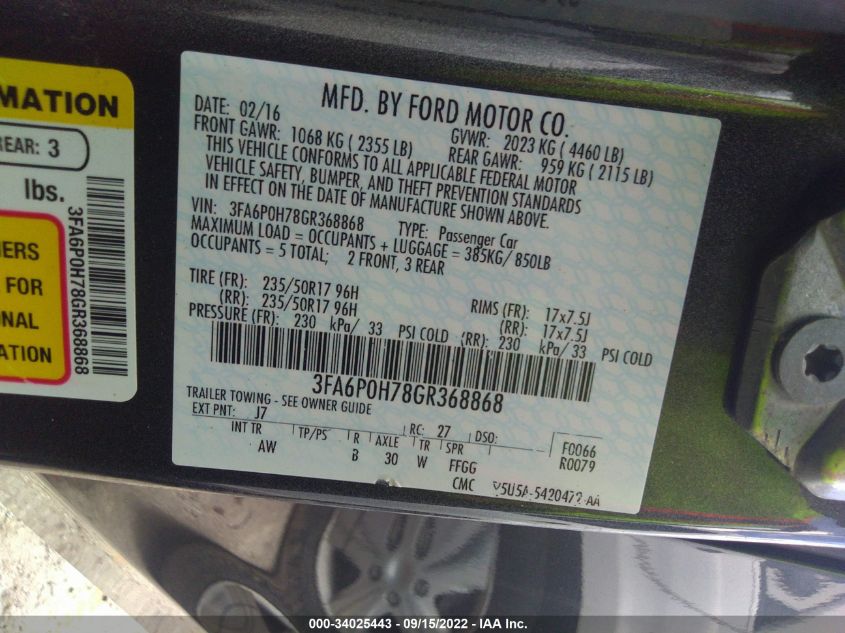 MATION
REAR: 3
lbs.
3FA6P0H78GR368868
FOR
MFD. BY FORD MOTOR CO.
DATE: 02/16
GVWR: 2023 KG ( 4460 LB)
FRONT GAWR: 1068 KG ( 2355 LB)
REAR GAWR: 959 KG ( 2115 LB)
THIS VEHICLE CONFORMS TO ALL APPLICABLE FEDERAL MOTOR
VEHICLE SAFETY, BUMPER, AND THEFT PREVENTION STANDARDS
IN EFFECT ON THE DATE OF MANUFACTURE SHOWN ABOVE.
VIN: 3FA6P0H78GR368868 TYPE: Passenger Car
MAXIMUM LOAD = OCCUPANTS + LUGGAGE = 385KG/ 850LB
OCCUPANTS = 5 TOTAL; 2 FRONT, 3 REAR
TIRE (FR): 235/50R17 96H RIMS (FR): 17x7.5J
(RR): 235/50R17 96H (RR): 17x7.5J
PRESSURE (FR): 230 kPa/ 33 PSI COLD (RR): 230 kPa/33 PSI COLD
3FA6P0H78GR368868
TRAILER TOWING - SEE OWNER GUIDE
EXT PNT: J7 RC: 27 DSO: F0066
INT TR TP/PS R AXLE TR SPR R0079
AW B 30 W FFGG
CMC V5U5A-5420472-AA
000-34025443 - 09/15/2022 - IAA Inc.